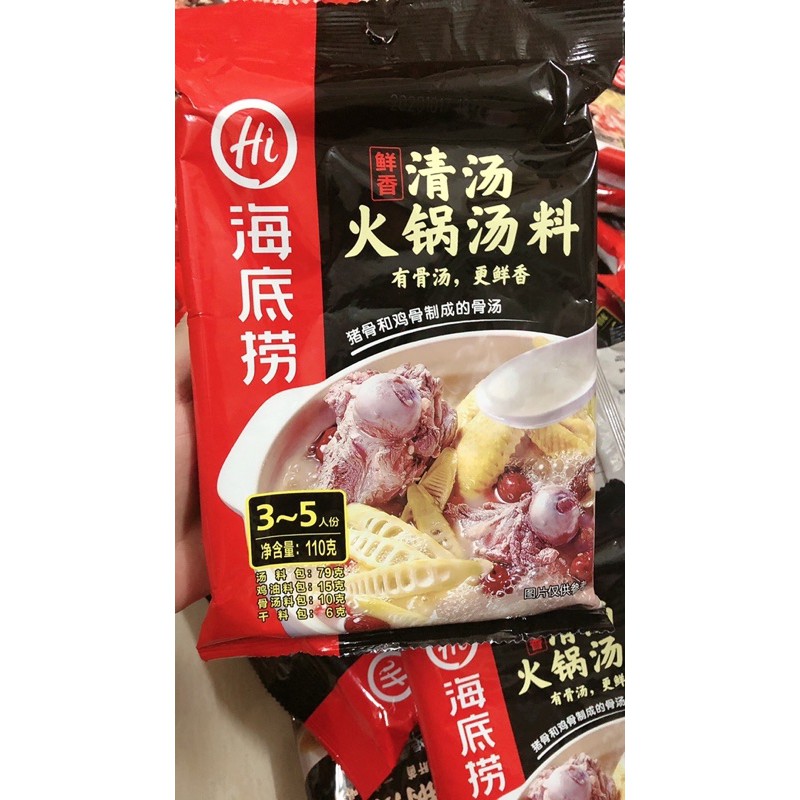 Hi
海底捞
鲜香
清汤
火锅汤料
有骨汤，更鲜香
猪骨和鸡骨制成的骨汤
3~5人份
净含量：110克
汤料包：79克
鸡油料包：15克
骨汤料包：10克
干料包：6克
图片仅供参
Hi
海底捞
火锅汤
有骨汤，更鲜
猪骨和鸡骨制成的骨汤